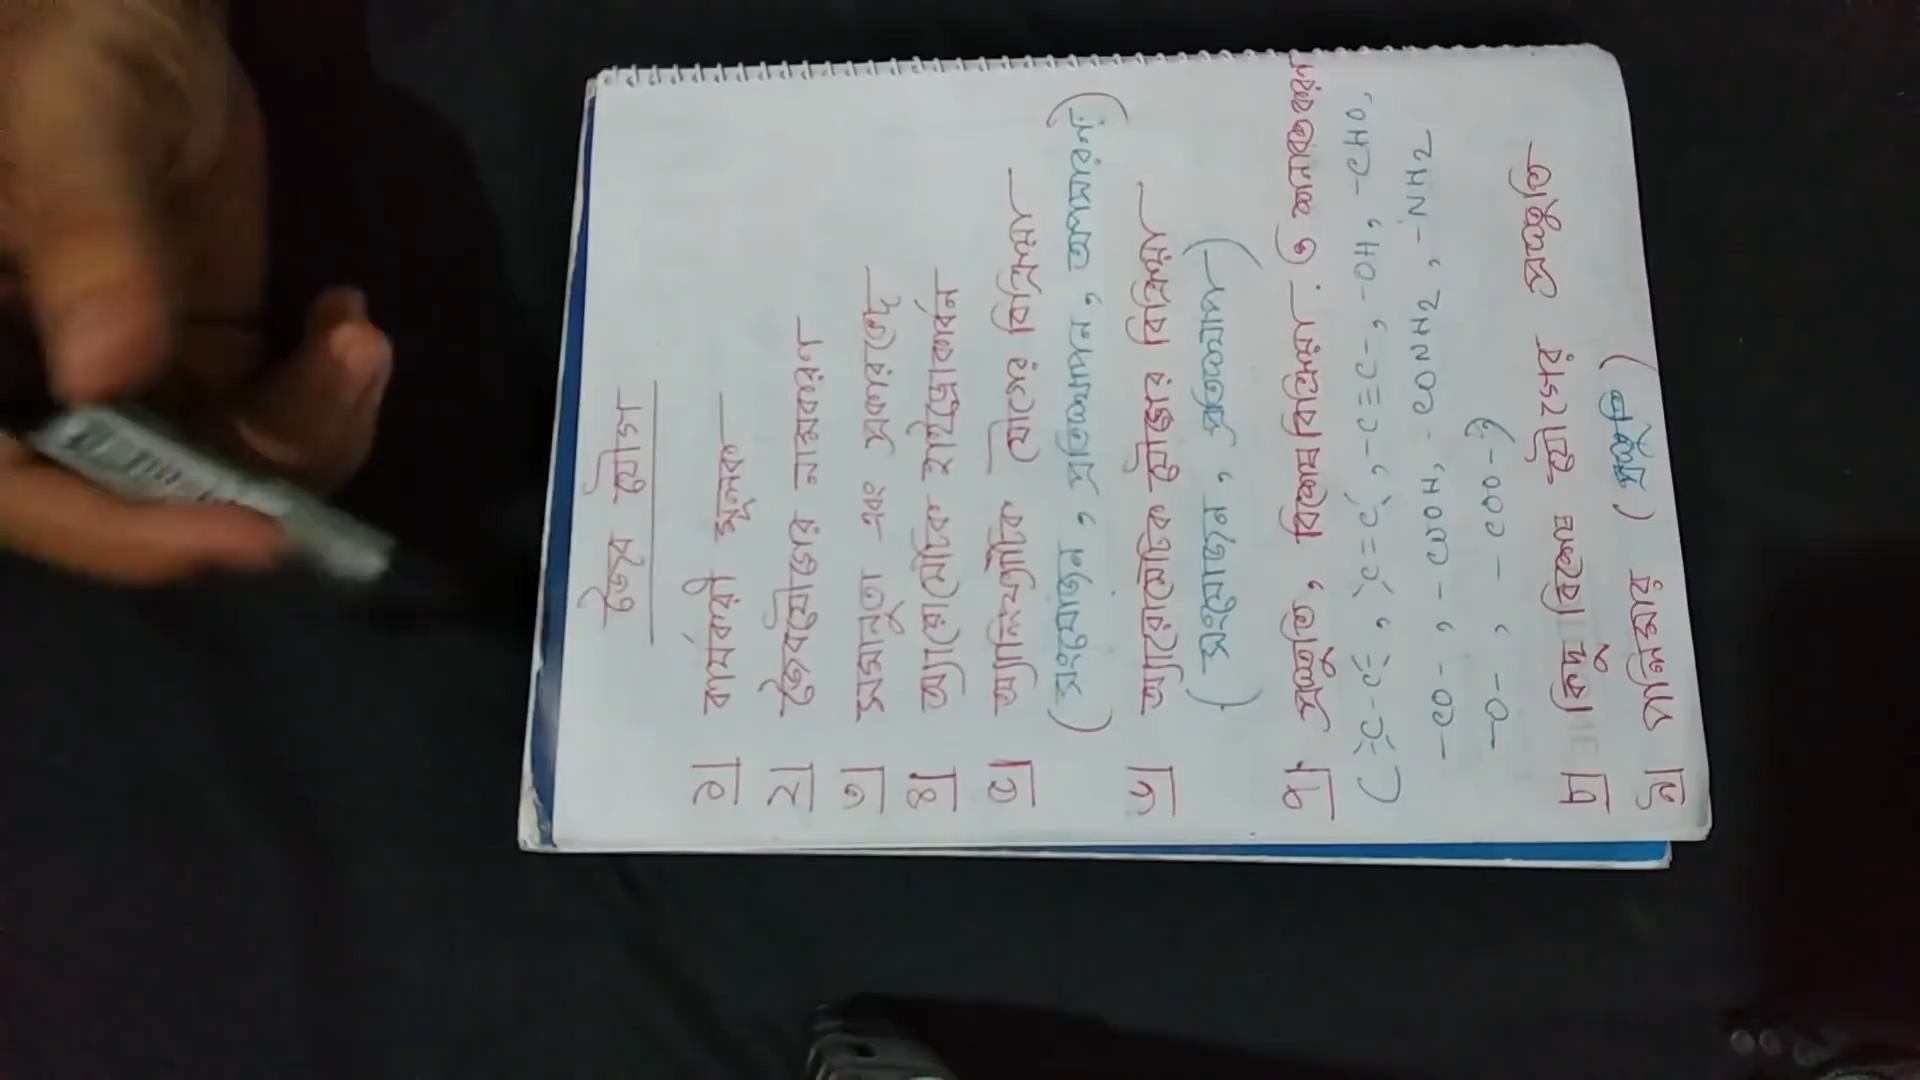 জৈব যৌগ
১| কার্যকরী মূলক
২| জৈবযৌগের নামকরণ
৩| সমানুতা এবং প্রকারভেদ
৪| অ্যারোমেটিক হাইড্রোকার্বন
৫| অ্যালিফেটিক যৌগের বিক্রিয়া
(সংযোজন, প্রতিস্থাপন, অপসারণ)
৬| অ্যারোমেটিক যৌগের বিক্রিয়া
(সংযোজন, প্রতিস্থাপন)
৭| প্রস্তুতি, বিশেষ বিক্রিয়া ও সনাক্তকরণ
(>C-C<, >C=C<, -C≡C-, -OH, -CHO,
-CO-, -COOH, -CONH2, -NH2
-O-, -COO-)
৮| কিছু বিশেষ যৌগের প্রস্তুতি
৯| পলিমার (প্রস্তুতি)